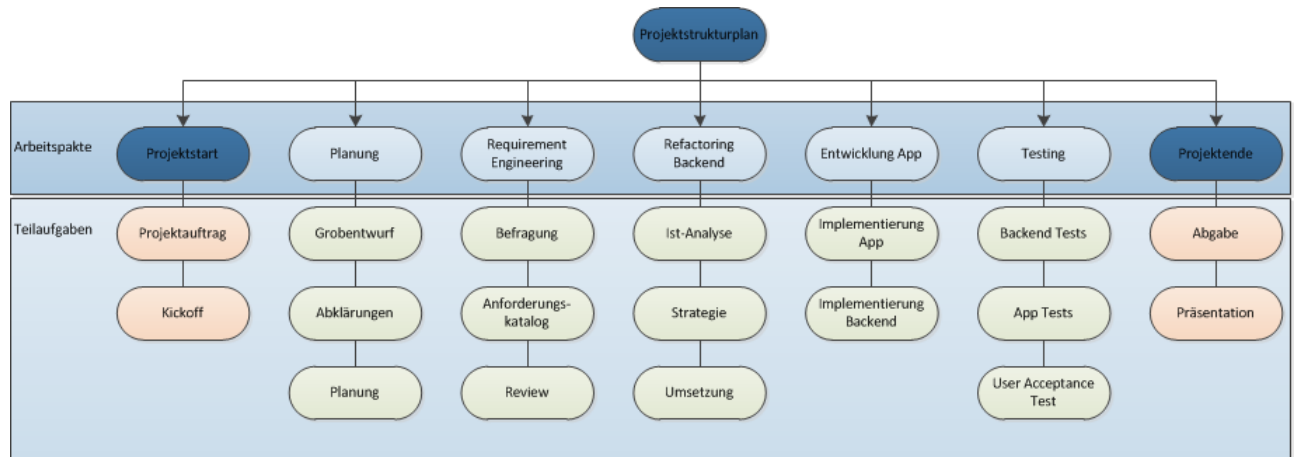 Projektstrukturplan
Arbeitspakte
Projektstart
Planung
Requirement
Engineering
Refactoring
Backend
Entwicklung App
Testing
Projektende
Teilaufgaben
Projektauftrag
Grobentwurf
Befragung
Ist-Analyse
Implementierung
App
Backend Tests
Abgabe
Kickoff
Abklärungen
Anforderungs-
katalog
Strategie
Implementierung
Backend
App Tests
Präsentation
Planung
Review
Umsetzung
User Acceptance
Test